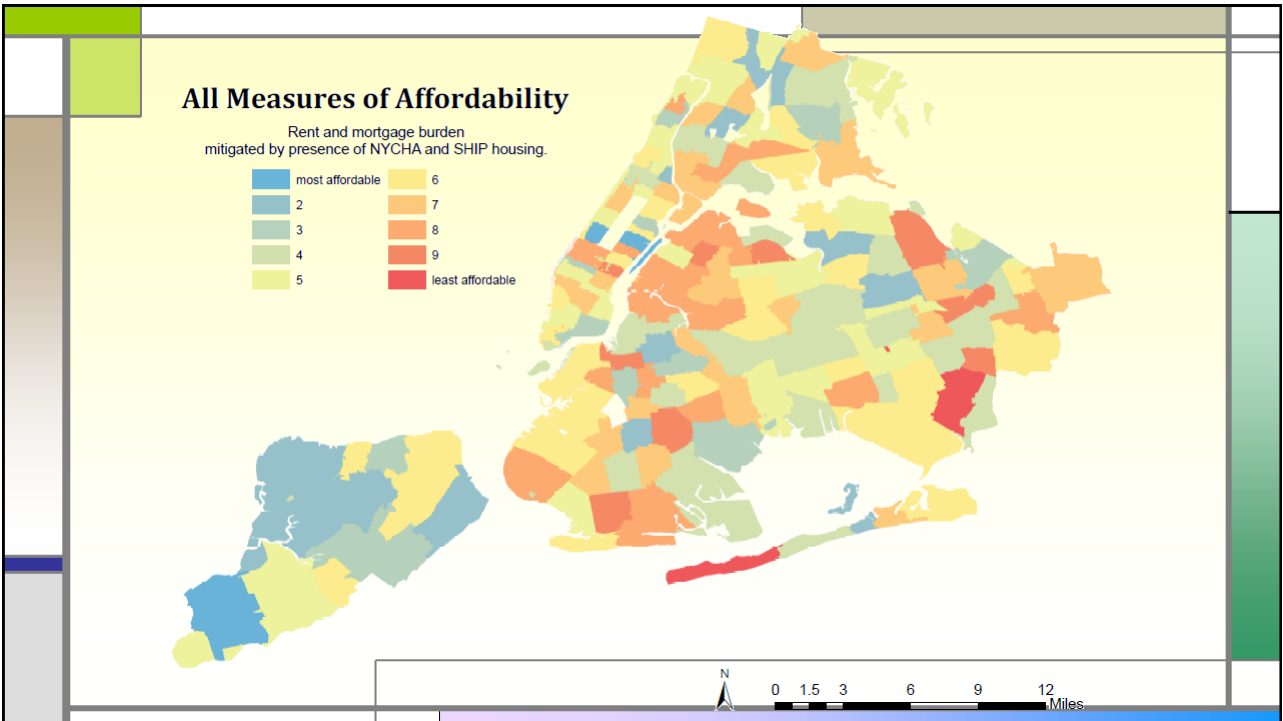 All Measures of Affordability
Rent and mortgage burden
mitigated by presence of NYCHA and SHIP housing.
most affordable
2
3
4
5
6
7
8
9
least affordable
N
0 1.5 3 6 9 12
Miles